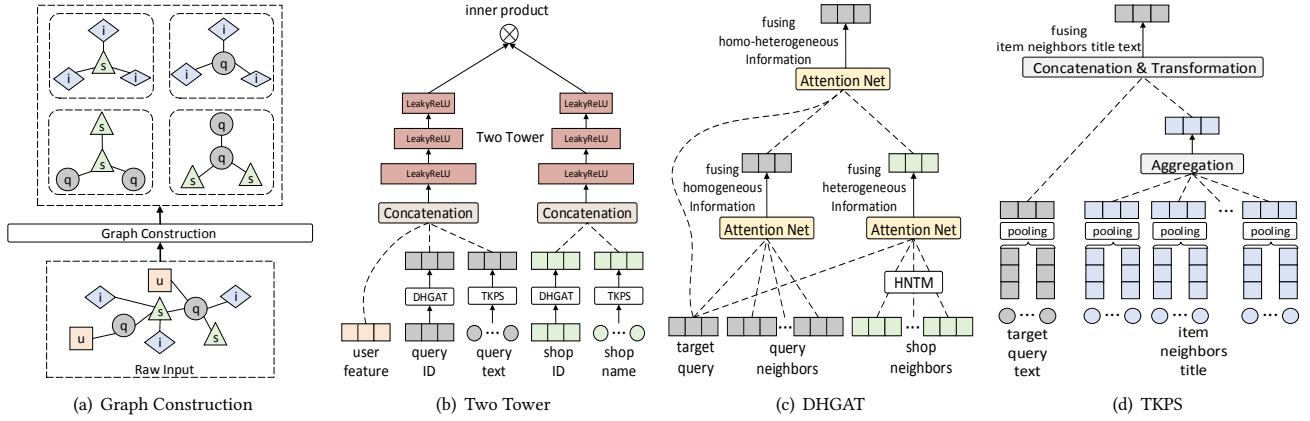 i
i
i
s
i
i
i
q
s
s
q
q
q
q
s
s
Graph Construction
u
i
i
s
q
q
u
i
s
Raw Input
(a) Graph Construction
inner product
LeakyReLU
LeakyReLU
LeakyReLU
Two Tower
LeakyReLU
LeakyReLU
LeakyReLU
Concatenation
Concatenation
DHGAT
TKPS
DHGAT
TKPS
...
...
user
feature
query
ID
query
text
shop
ID
shop
name
(b) Two Tower
fusing
homo-heterogeneous
Information
Attention Net
fusing
homogeneous
Information
fusing
heterogeneous
Information
Attention Net
Attention Net
HNTM
...
...
target
query
query
neighbors
shop
neighbors
(c) DHGAT
fusing
item neighbors title text
Concatenation & Transformation
Aggregation
...
pooling
pooling
pooling
pooling
...
...
...
...
target
query
text
item
neighbors
title
(d) TKPS